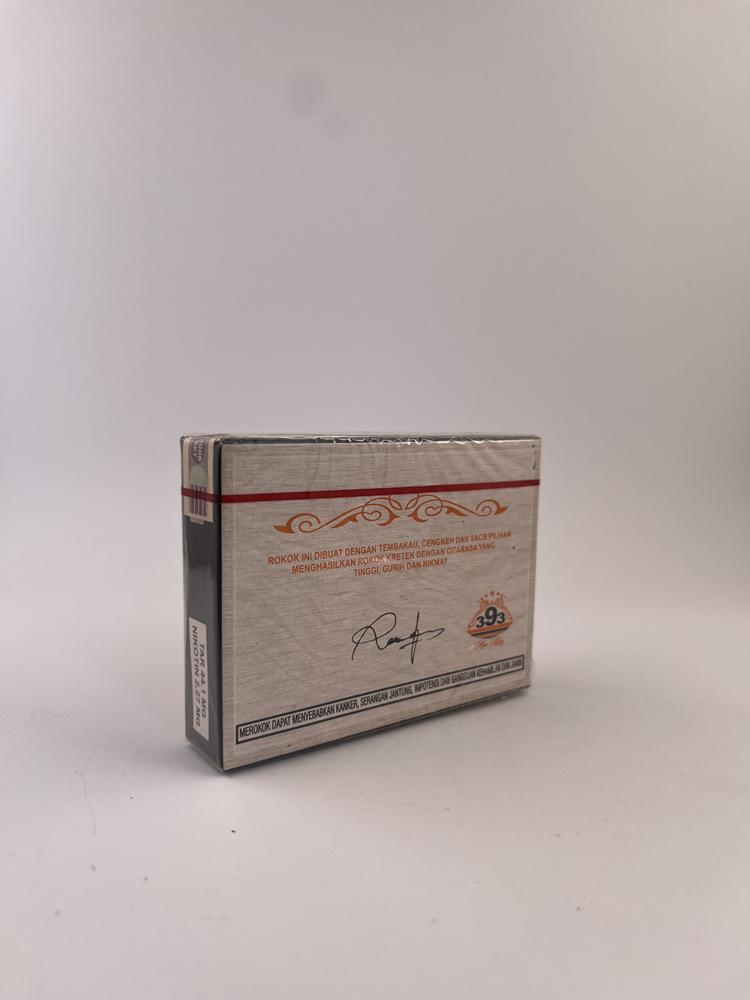 ROKOK INI DIBUAT DENGAN TEMBAKAU, CENGKEH DAN SAOS PILIHAN
MENGHASILKAN ROKOK KRETEK DENGAN CITARASA YANG
TINGGI, GURIH DAN NIKMAT
393
MEROKOK DAPAT MENYEBABKAN KANKER, SERANGAN JANTUNG, IMPOTENSI DAN GANGGUAN KEHAMILAN DAN JANIN
TAR 44.1 MG
NIKOTIN 2.27 MG